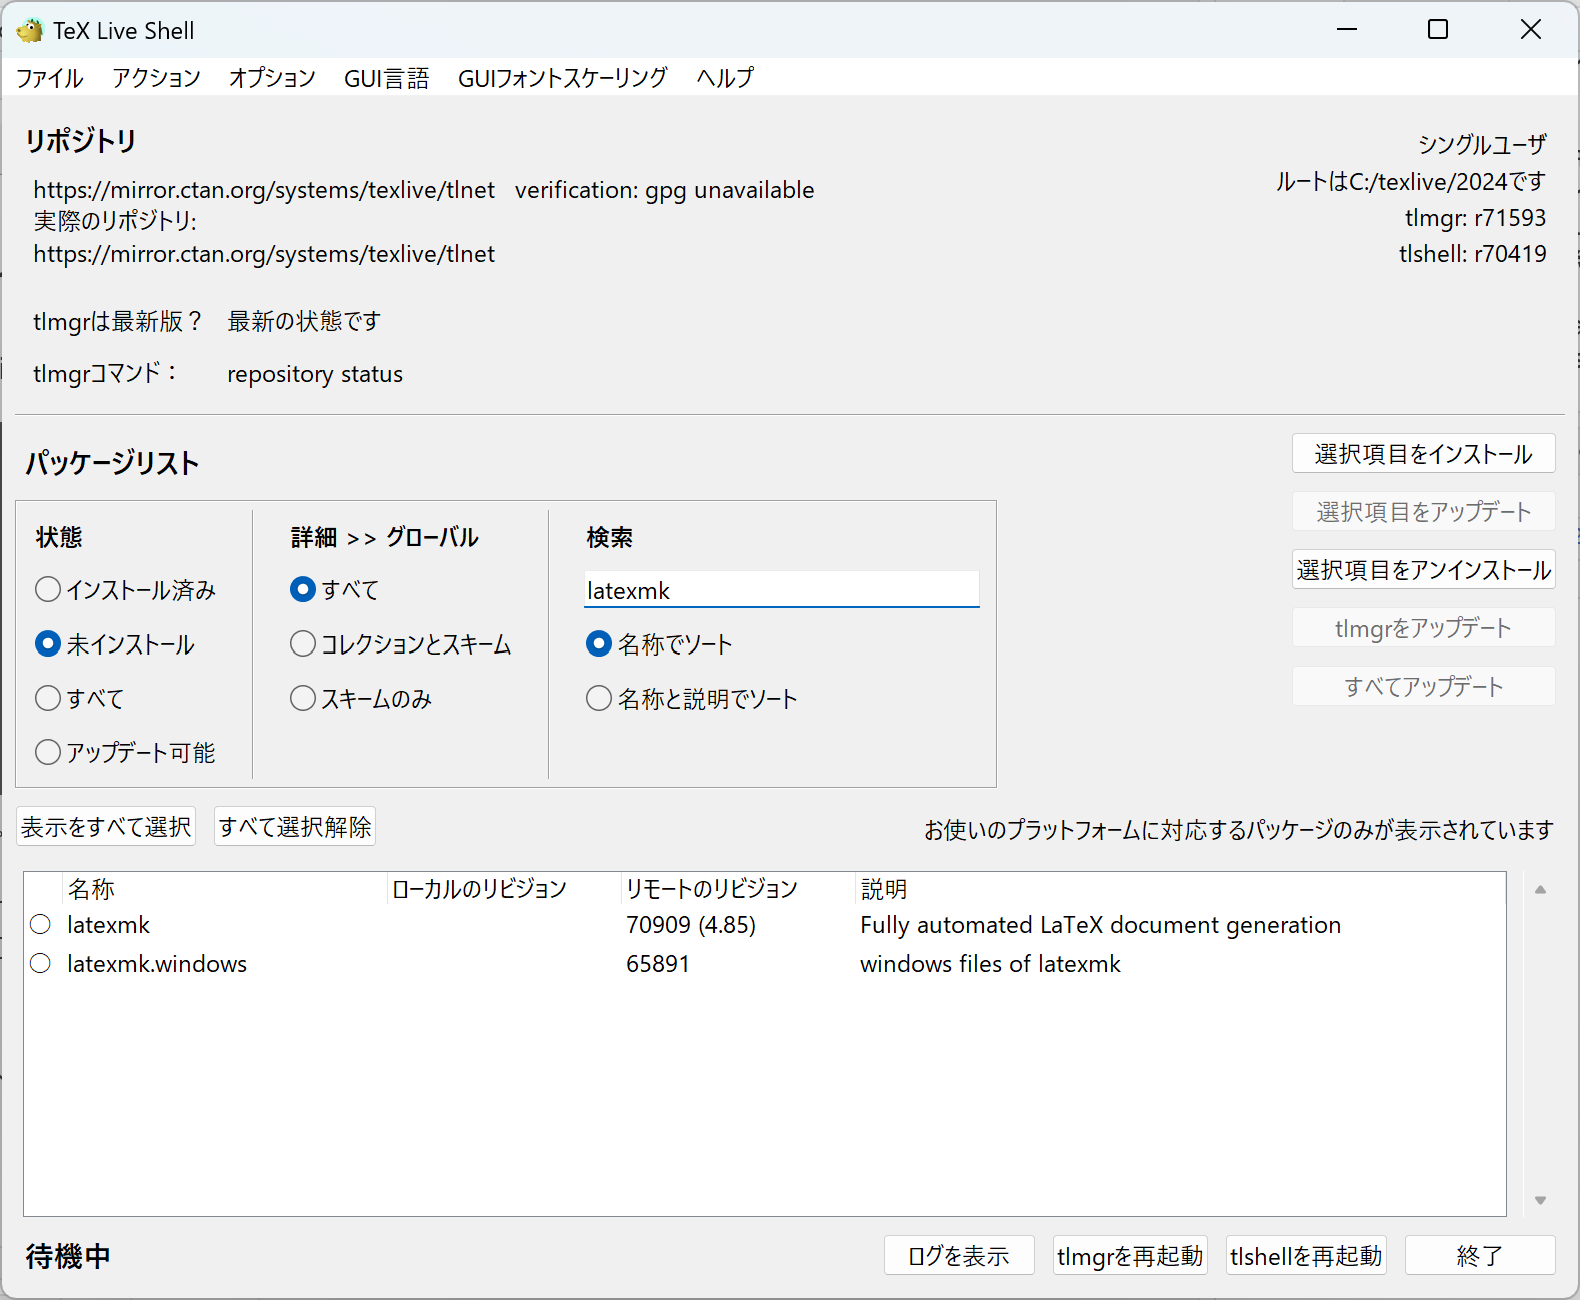 TeX Live Shell
ファイル アクション オプション GUI言語 GUIフォントスケーリング ヘルプ
リポジトリ
シングルユーザ
https://mirror.ctan.org/systems/texlive/tlnet verification: gpg unavailable
ルートはC:/texlive/2024です
実際のリポジトリ:
tlmgr: r71593
https://mirror.ctan.org/systems/texlive/tlnet
tlshell: r70419
tlmgrは最新版？ 最新の状態です
tlmgrコマンド： repository status
パッケージリスト
選択項目をインストール
選択項目をアップデート
選択項目をアンインストール
tlmgrをアップデート
すべてアップデート
状態
インストール済み
未インストール
すべて
アップデート可能
詳細 >> グローバル
すべて
コレクションとスキーム
スキームのみ
検索
latexmk
名称でソート
名称と説明でソート
表示をすべて選択 すべて選択解除 お使いのプラットフォームに対応するパッケージのみが表示されています
名称 ローカルのリビジョン リモートのリビジョン 説明
latexmk 70909 (4.85) Fully automated LaTeX document generation
latexmk.windows 65891 windows files of latexmk
待機中 ログを表示 tlmgrを再起動 tlshellを再起動 終了